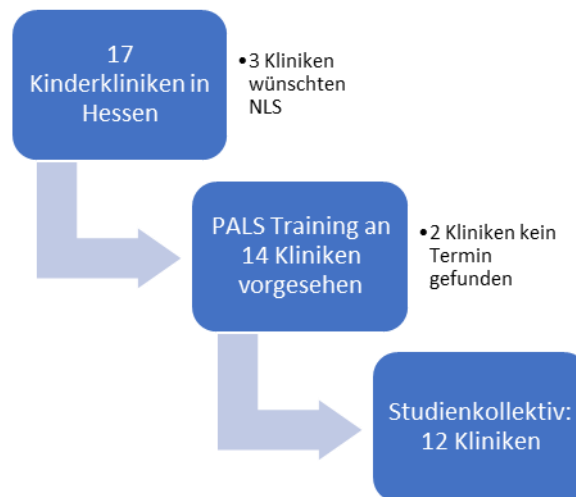 17
Kinderkliniken in
Hessen
•3 Kliniken
wünschten
NLS
PALS Training an
14 Kliniken
vorgesehen
•2 Kliniken kein
Termin
gefunden
Studienkollektiv:
12 Kliniken